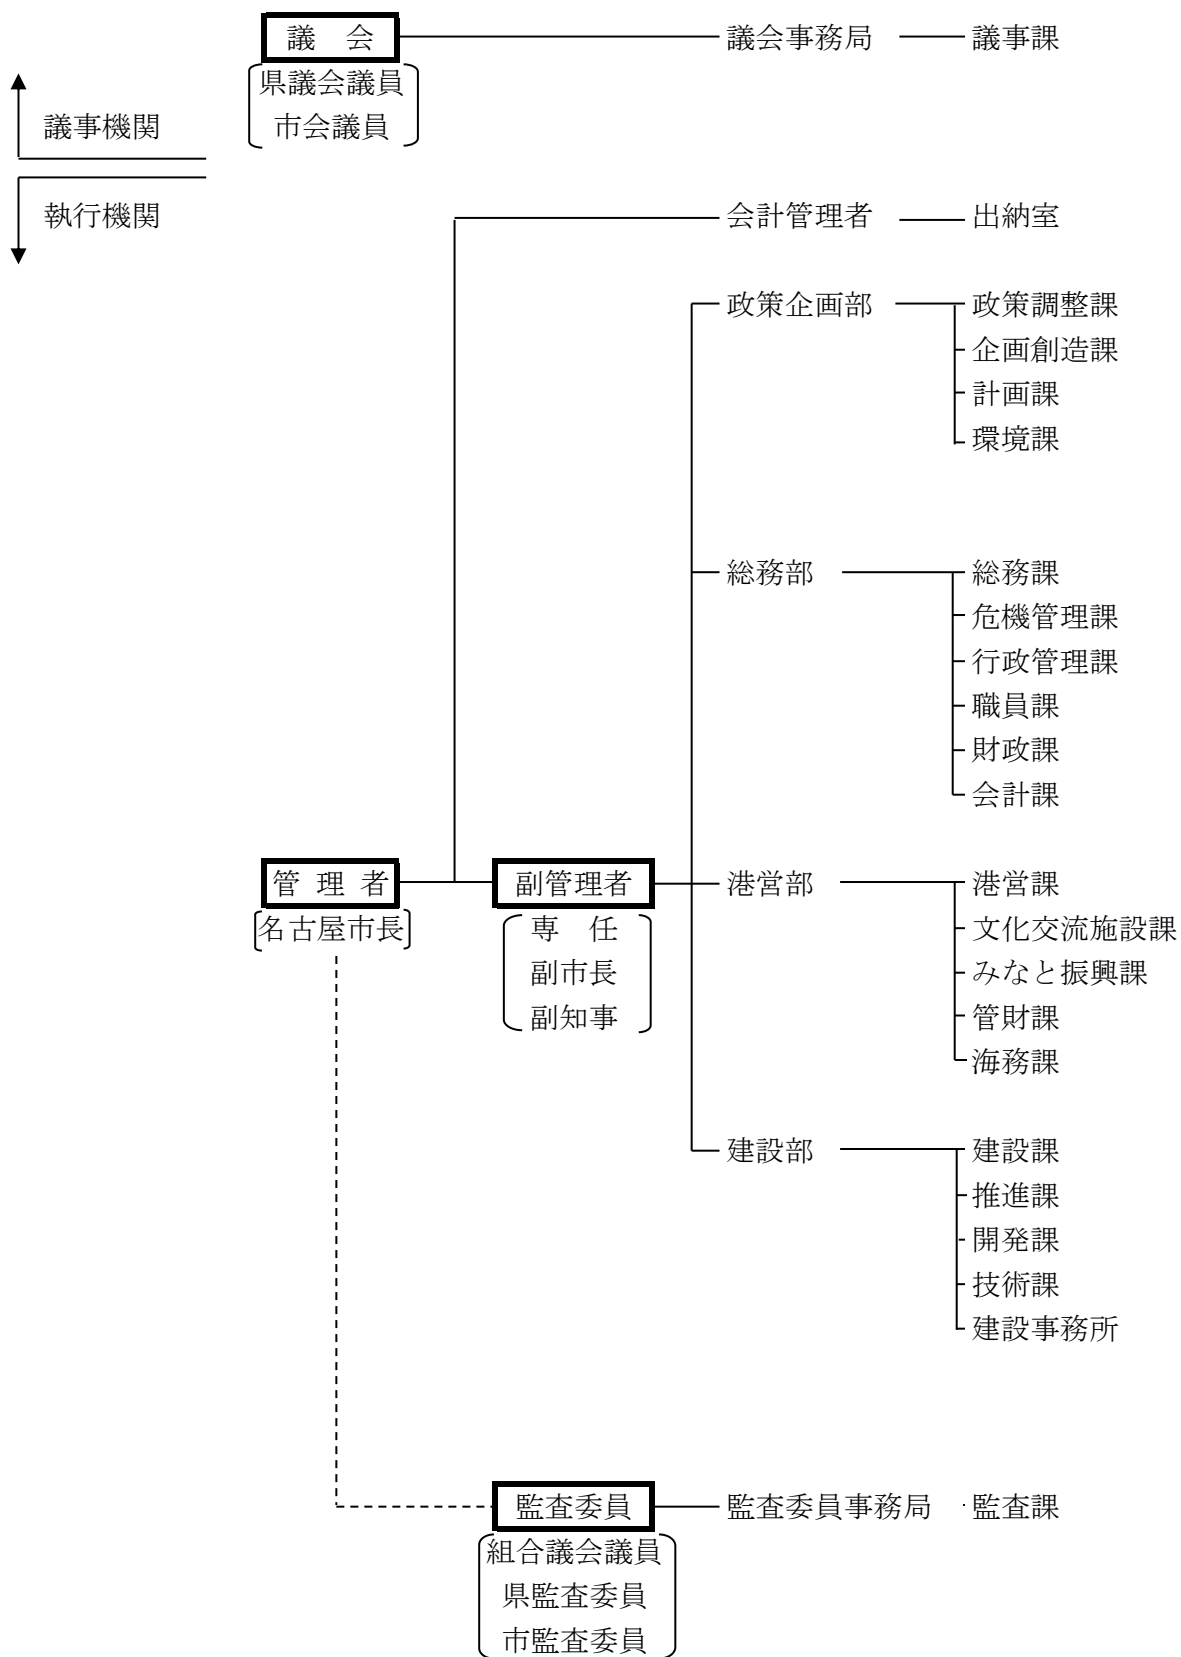 議　会
議会事務局
議事課
県議会議員
市会議員
議事機関
執行機関
会計管理者
出納室
政策企画部
政策調整課
企画創造課
計画課
環境課
総務部
総務課
危機管理課
行政管理課
職員課
財政課
会計課
管 理 者
名古屋市長
副管理者
専　任
副市長
副知事
港営部
港営課
文化交流施設課
みなと振興課
管財課
海務課
建設部
建設課
推進課
開発課
技術課
建設事務所
監査委員
監査委員事務局
監査課
組合議会議員
県監査委員
市監査委員